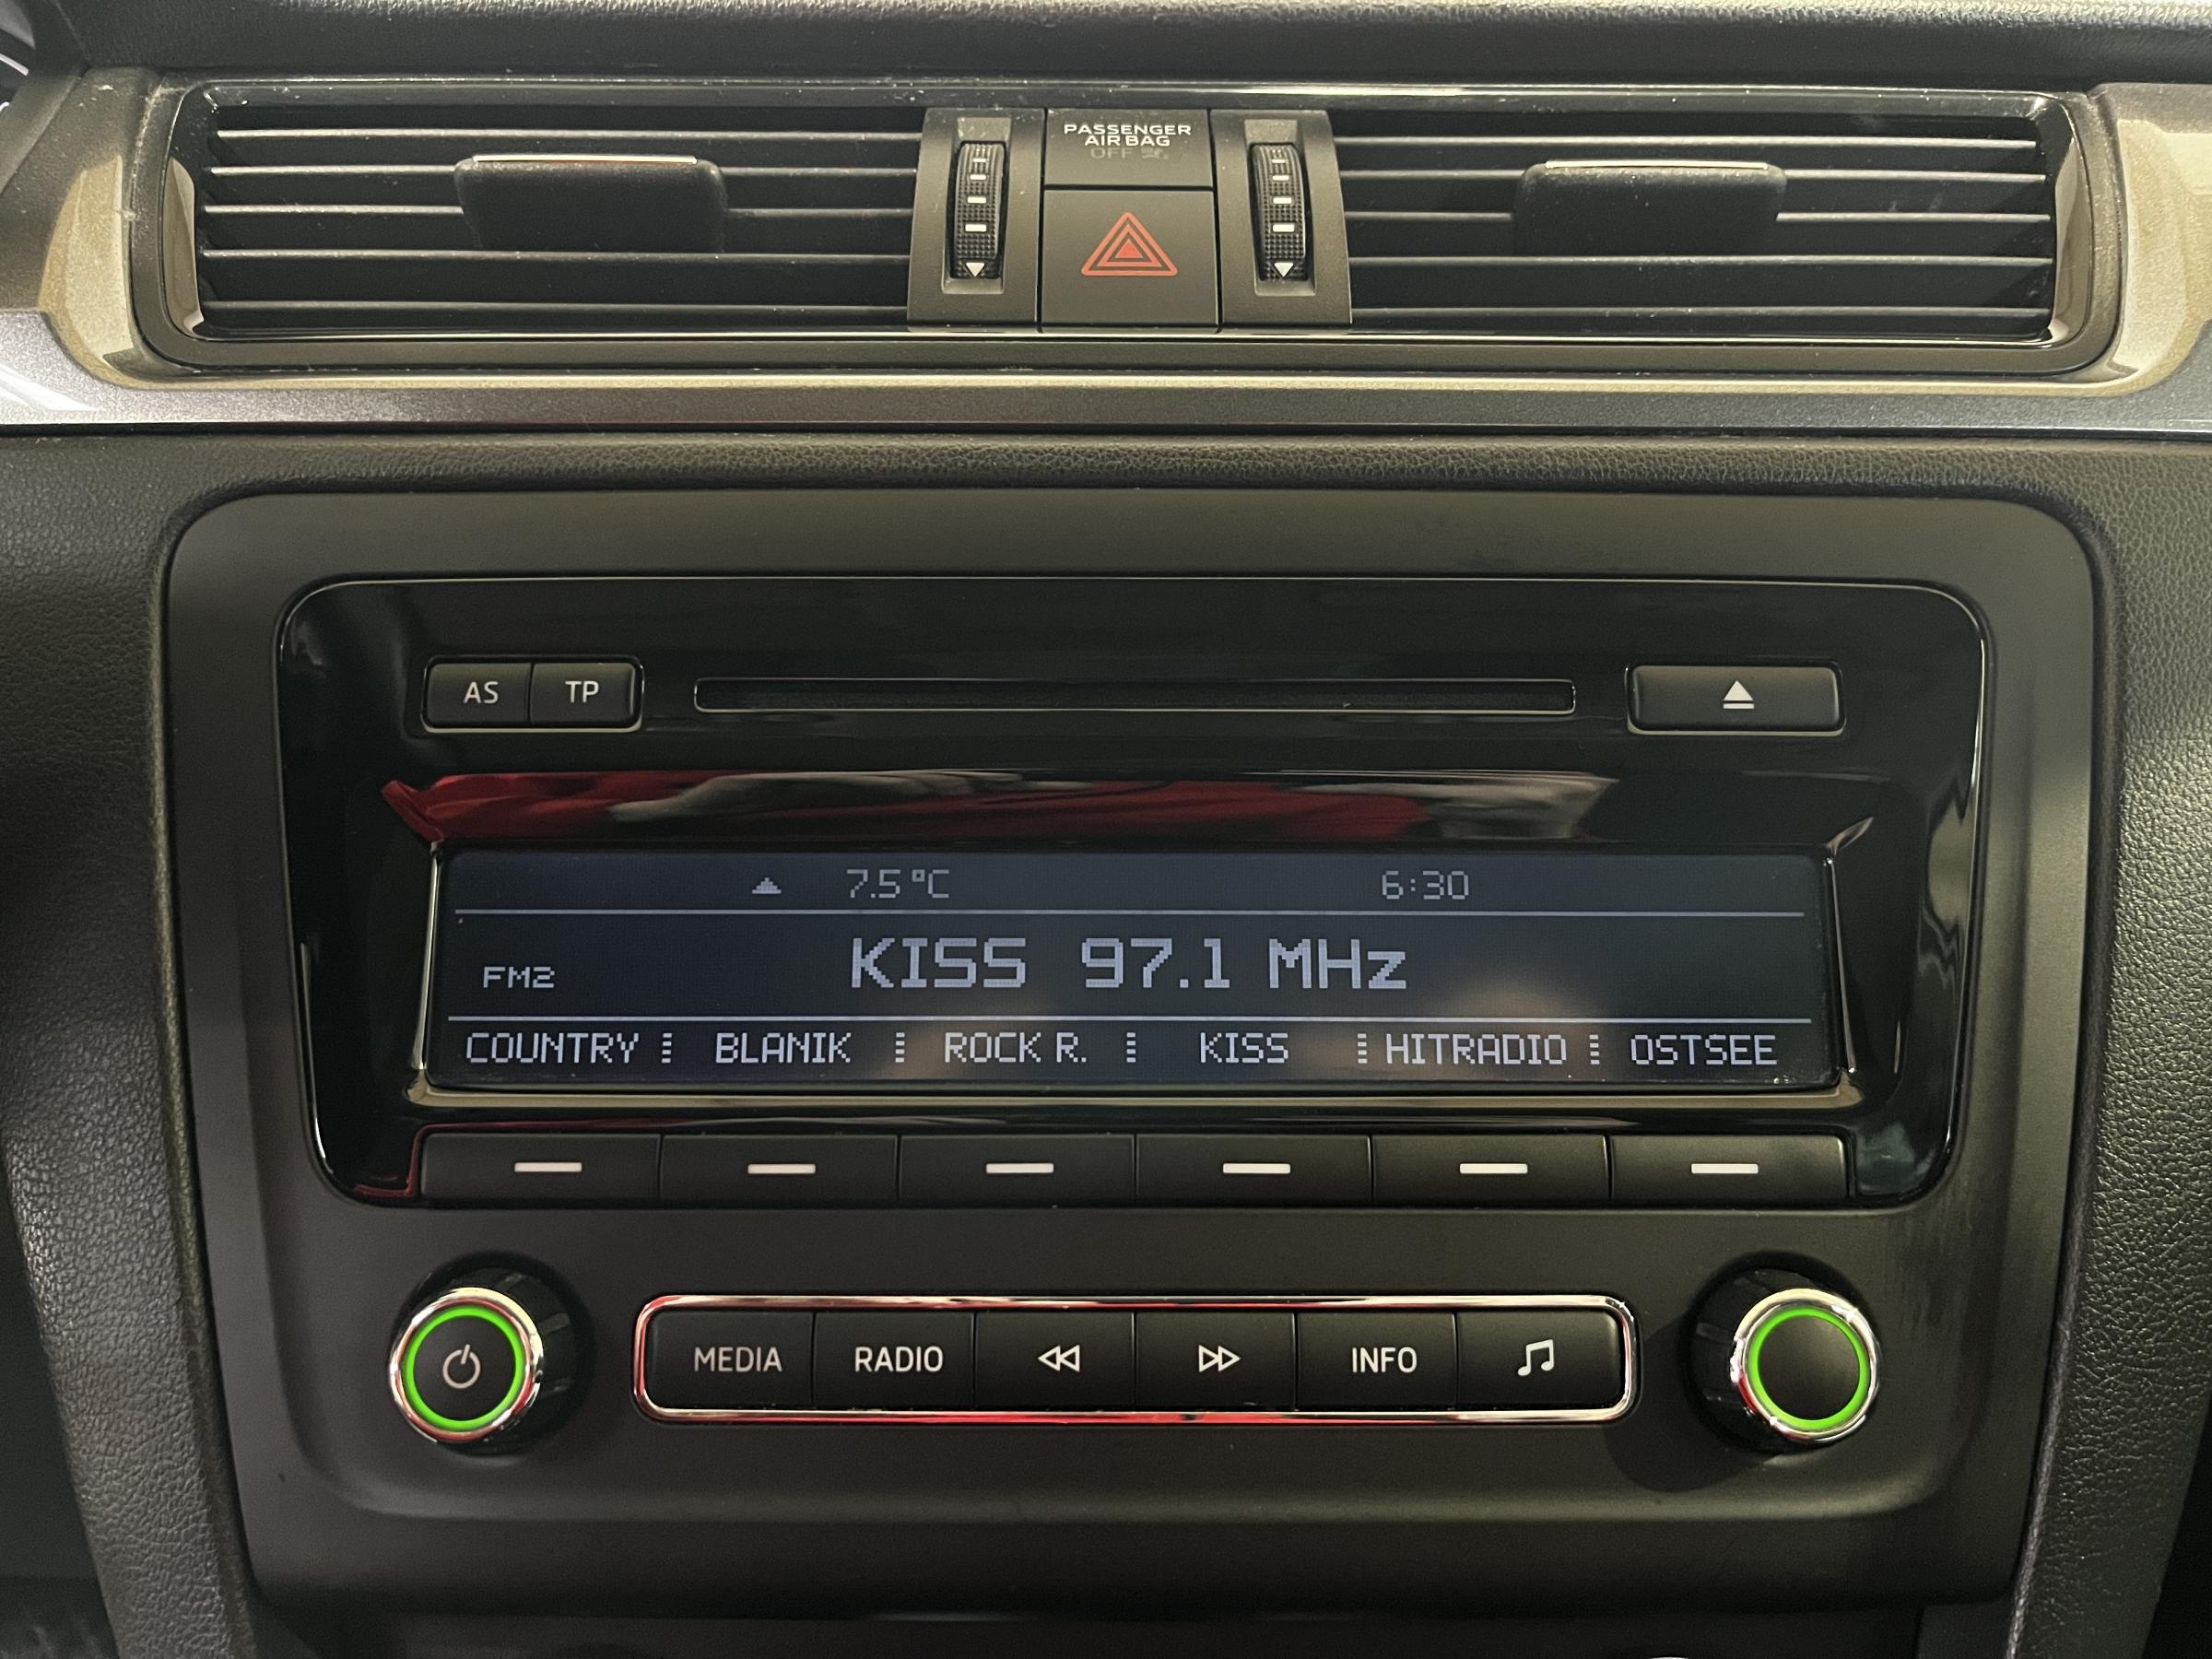 PASSENGER
AIR BAG
OFF
AS TP
7.5°C 6:30
FM2 KISS 97.1 MHz
COUNTRY BLANIK ROCK R. KISS HITRADIO OSTSEE
MEDIA RADIO INFO